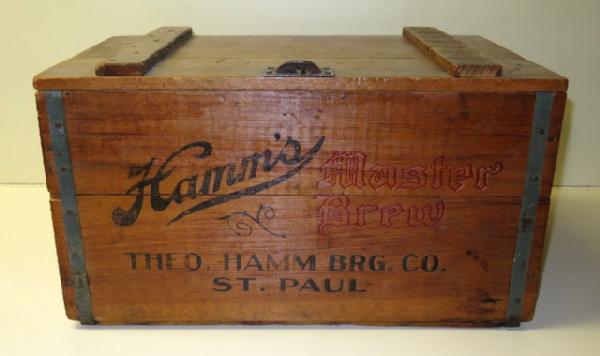 Hamm's Master
Brew
THEO. HAMM BRG. CO.
ST. PAUL